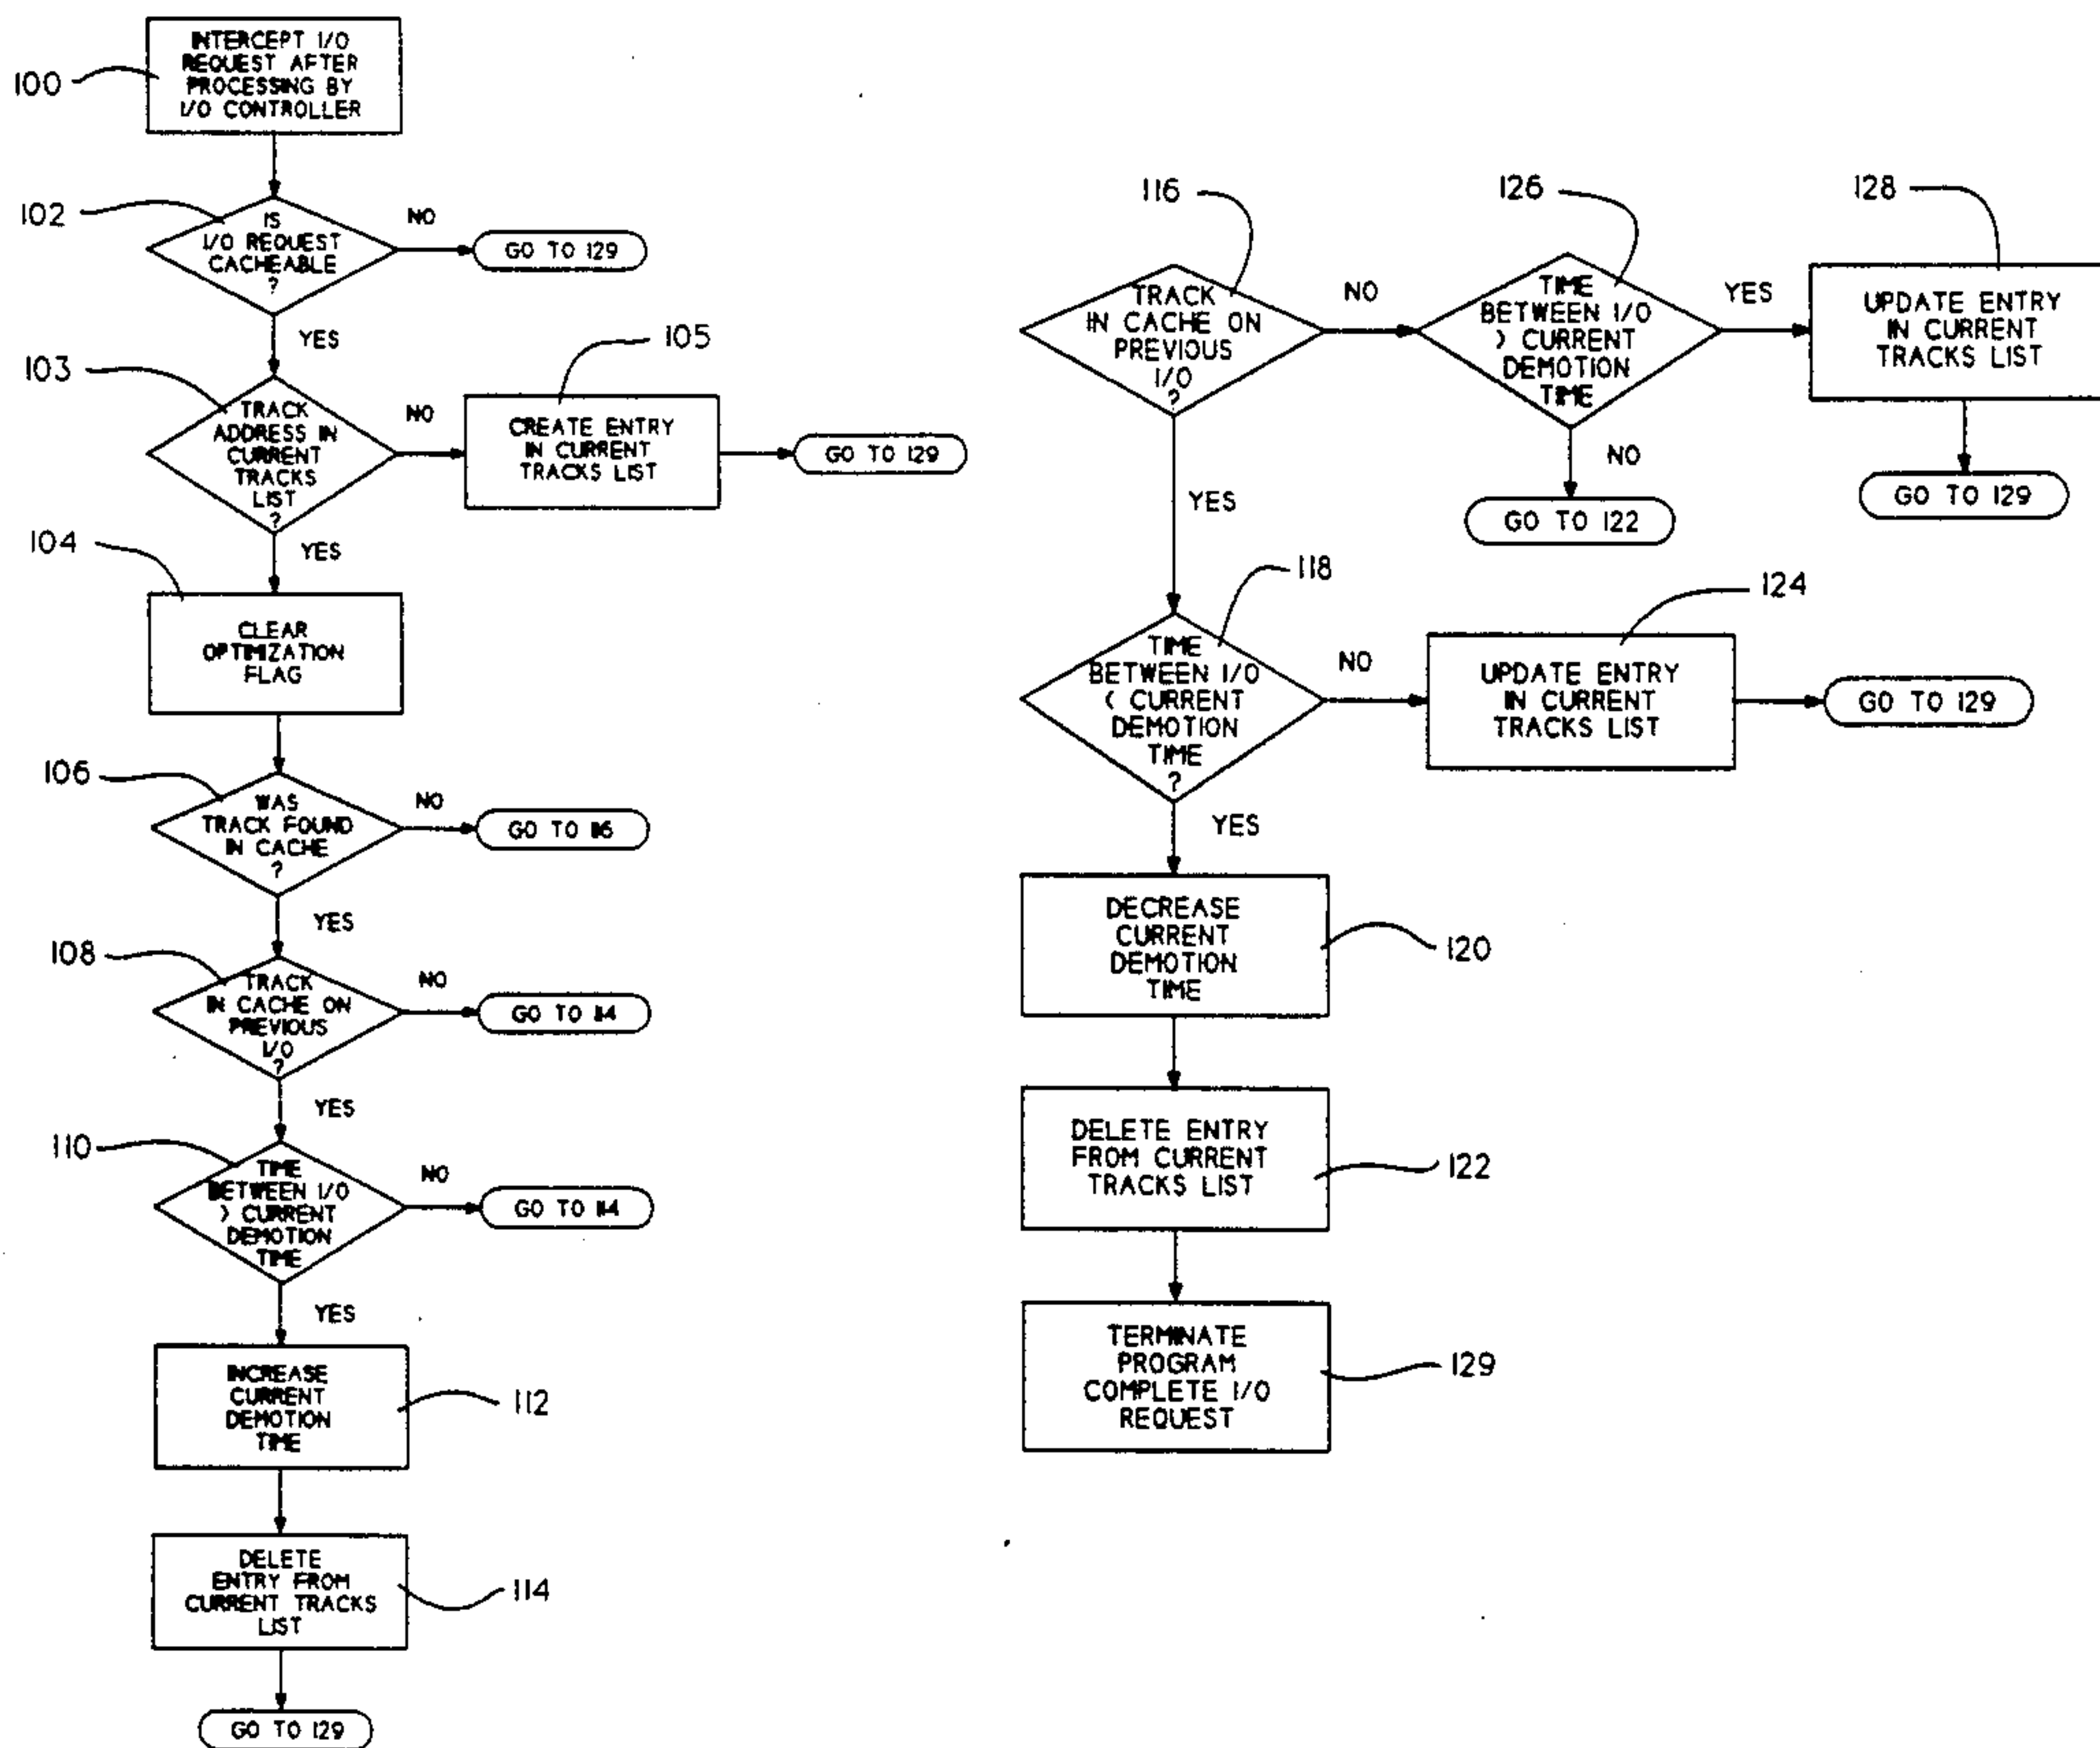 100
INTERCEPT I/O
REQUEST AFTER
PROCESSING BY
I/O CONTROLLER
102
IS
I/O REQUEST
CACHEABLE
?
NO
GO TO 129
YES
103
TRACK
ADDRESS IN
CURRENT
TRACKS
LIST
?
NO
105
CREATE ENTRY
IN CURRENT
TRACKS LIST
GO TO 129
YES
104
CLEAR
OPTIMIZATION
FLAG
106
WAS
TRACK FOUND
IN CACHE
?
NO
GO TO 116
YES
108
TRACK
IN CACHE ON
PREVIOUS
I/O
?
NO
GO TO 114
YES
110
TIME
BETWEEN I/O
> CURRENT
DEMOTION
TIME
NO
GO TO 114
YES
INCREASE
CURRENT
DEMOTION
TIME
112
DELETE
ENTRY FROM
CURRENT TRACKS
LIST
114
GO TO 129
116
TRACK
IN CACHE ON
PREVIOUS
I/O
?
NO
126
TIME
BETWEEN I/O
> CURRENT
DEMOTION
TIME
YES
128
UPDATE ENTRY
IN CURRENT
TRACKS LIST
GO TO 129
NO
GO TO 122
YES
118
TIME
BETWEEN I/O
< CURRENT
DEMOTION
TIME
?
NO
124
UPDATE ENTRY
IN CURRENT
TRACKS LIST
GO TO 129
YES
DECREASE
CURRENT
DEMOTION
TIME
120
DELETE ENTRY
FROM CURRENT
TRACKS LIST
122
TERMINATE
PROGRAM
COMPLETE I/O
REQUEST
129